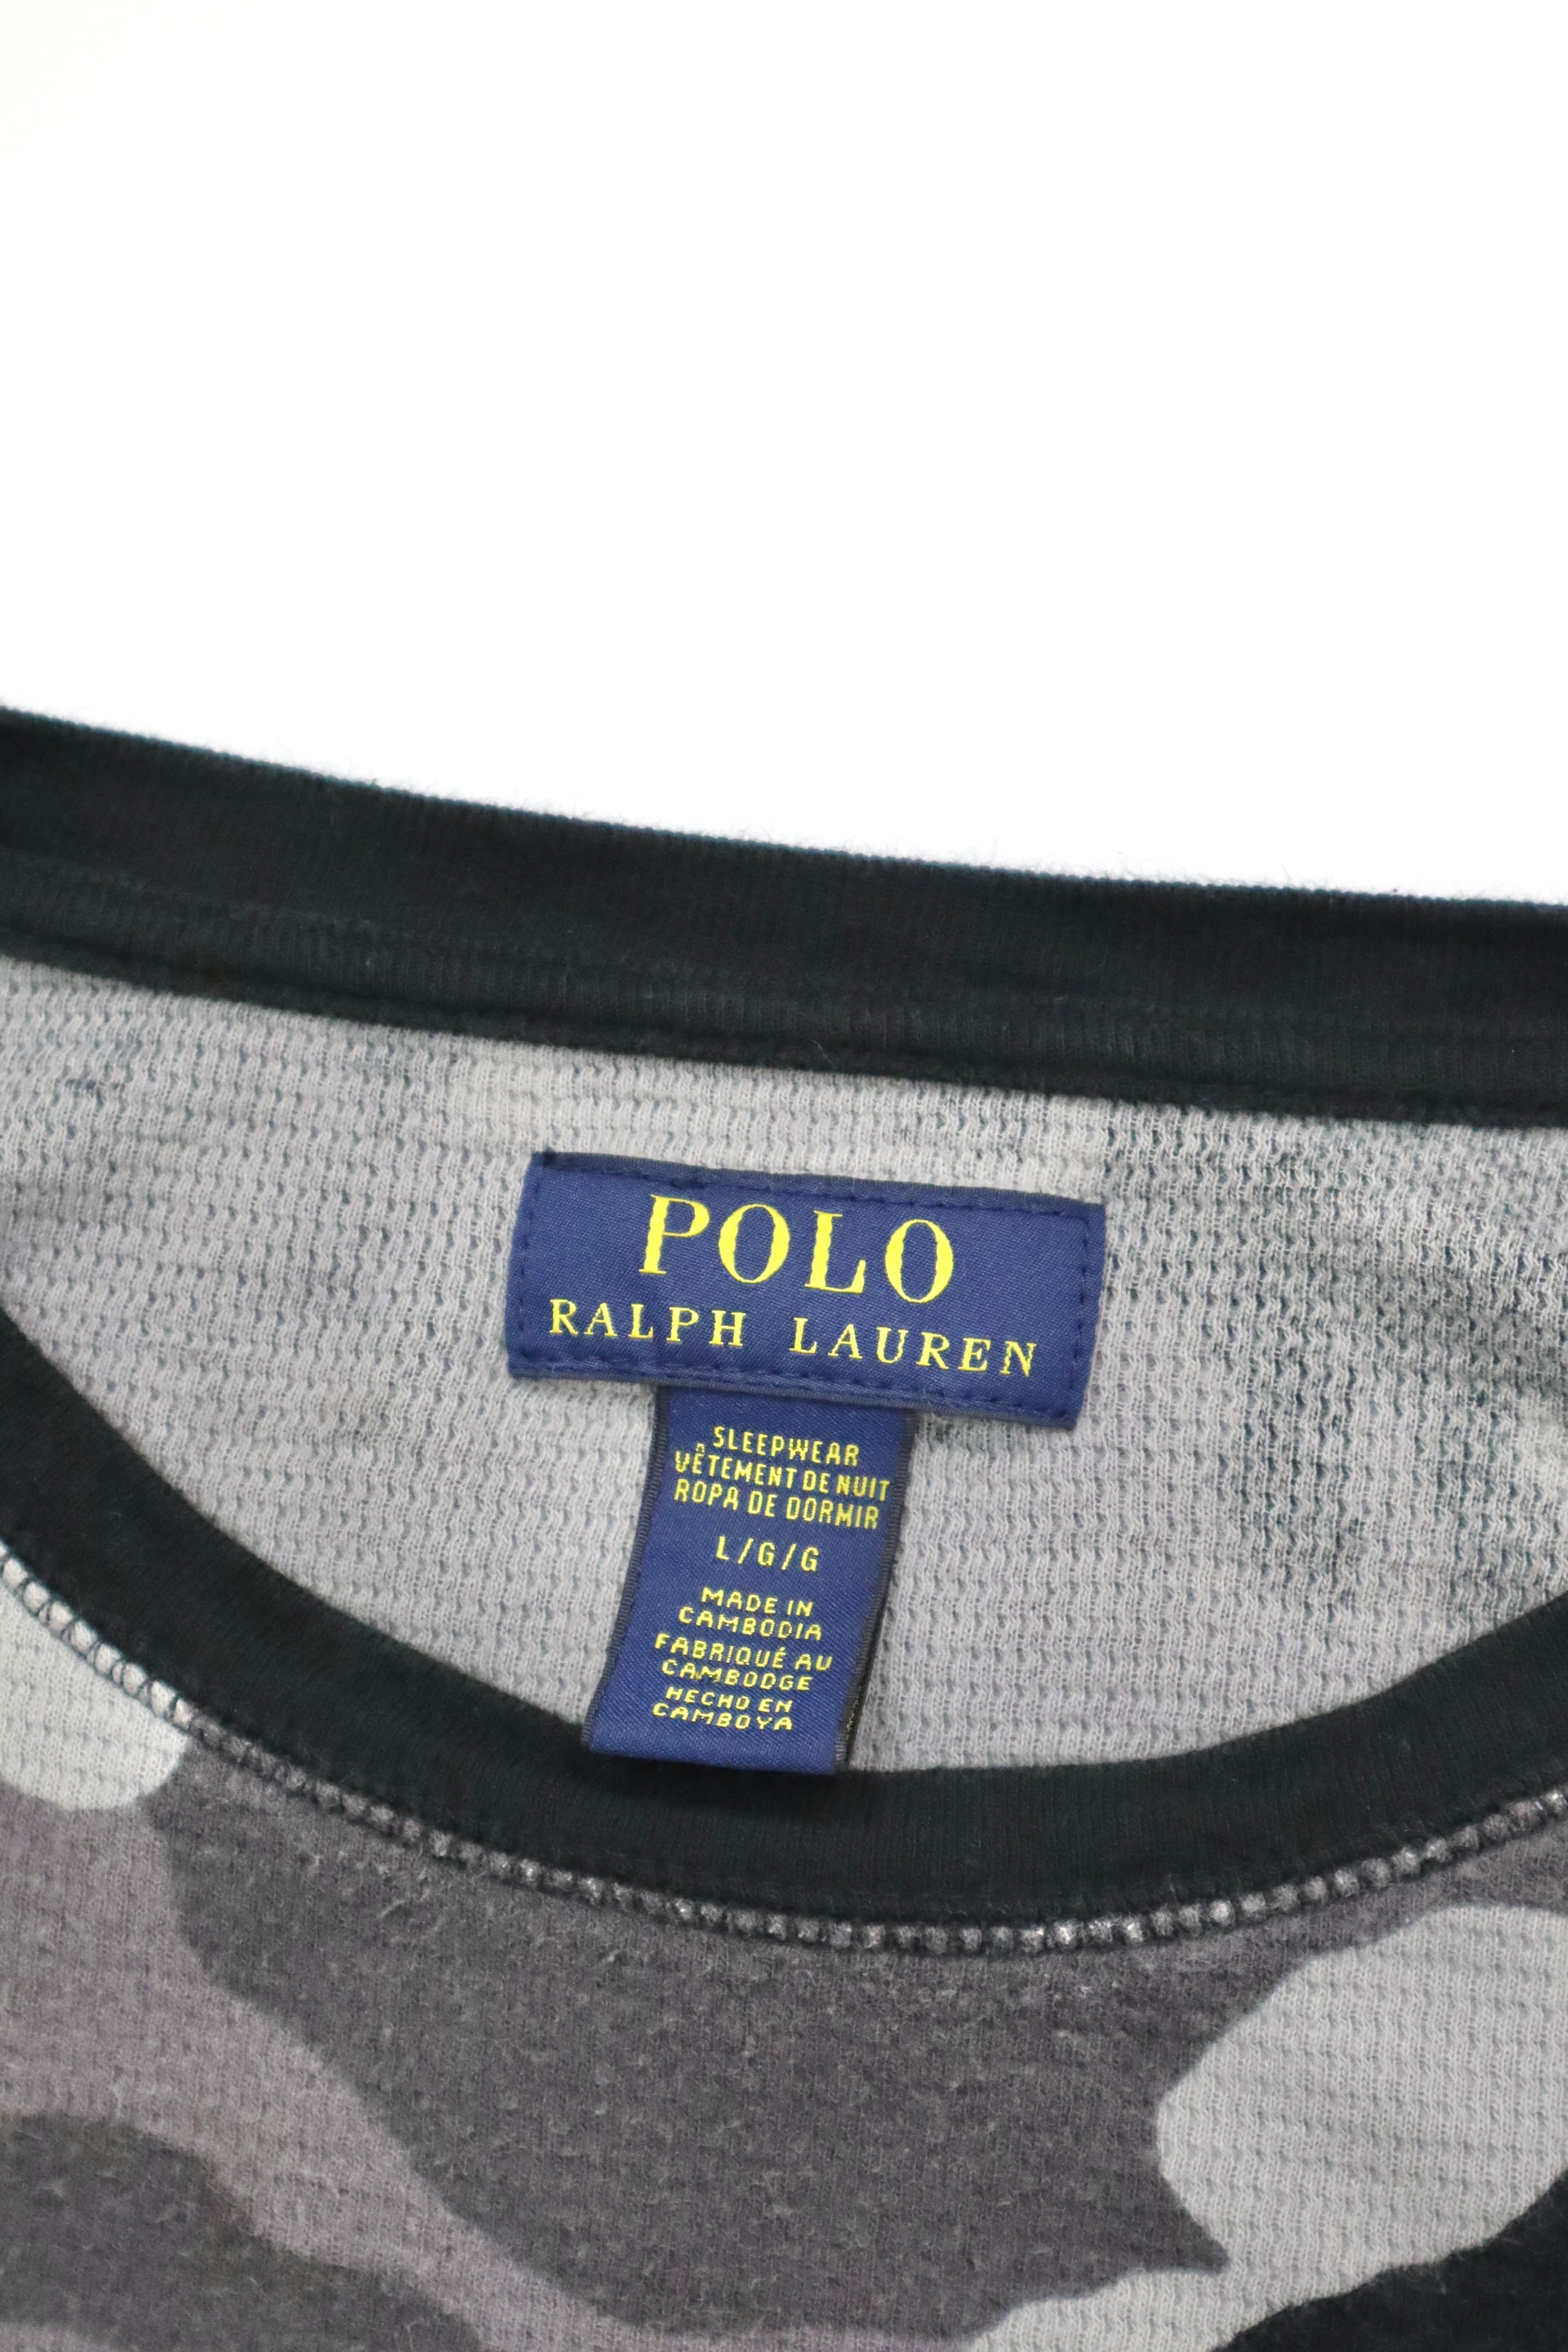 POLO
RALPH LAUREN
SLEEPWEAR
VÊTEMENT DE NUIT
ROPA DE DORMIR
L/G/G
MADE IN
CAMBODIA
FABRIQUÉ AU
CAMBODGE
HECHO EN
CAMBOYA